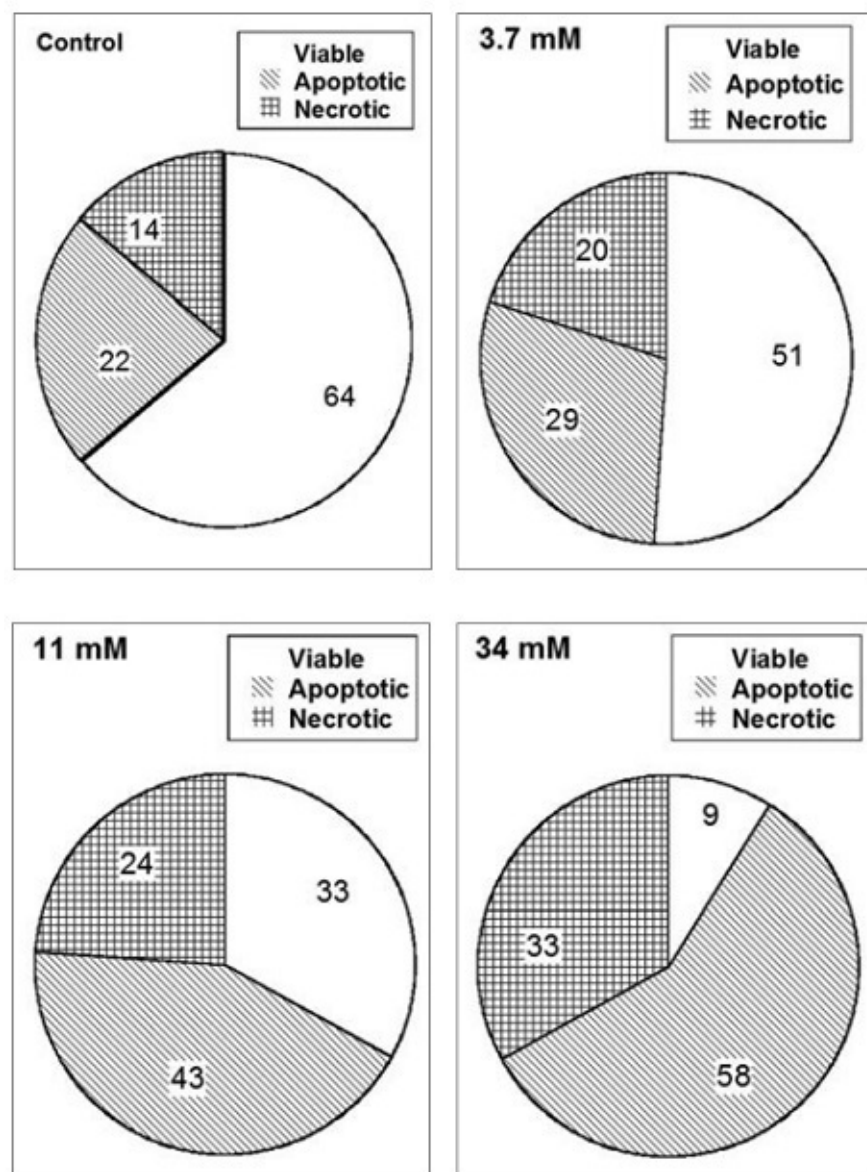 Control
Viable
Apoptotic
Necrotic
14
22
64
3.7 mM
Viable
Apoptotic
Necrotic
20
51
29
11 mM
Viable
Apoptotic
Necrotic
24
33
43
34 mM
Viable
Apoptotic
Necrotic
9
33
58